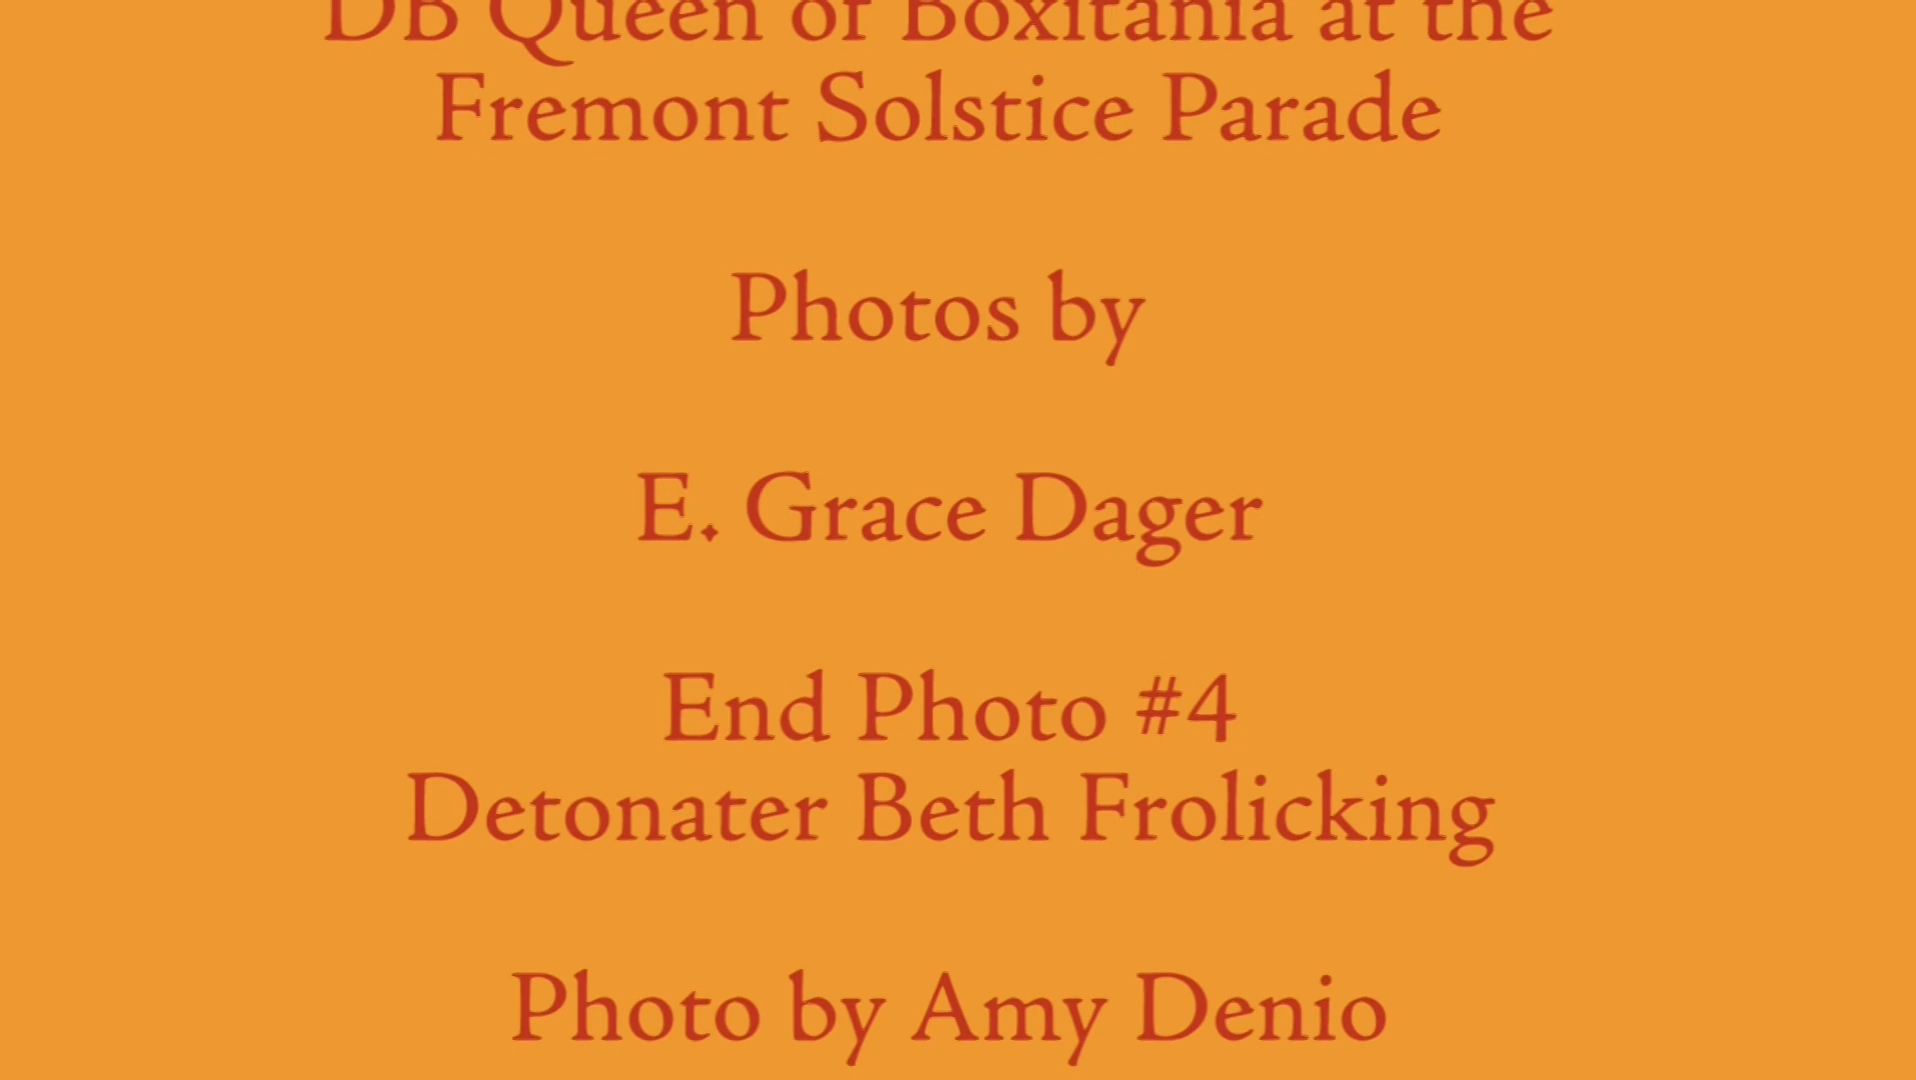 DB Queen of Boxitania at the
Fremont Solstice Parade
Photos by
E. Grace Dager
End Photo #4
Detonater Beth Frolicking
Photo by Amy Denio